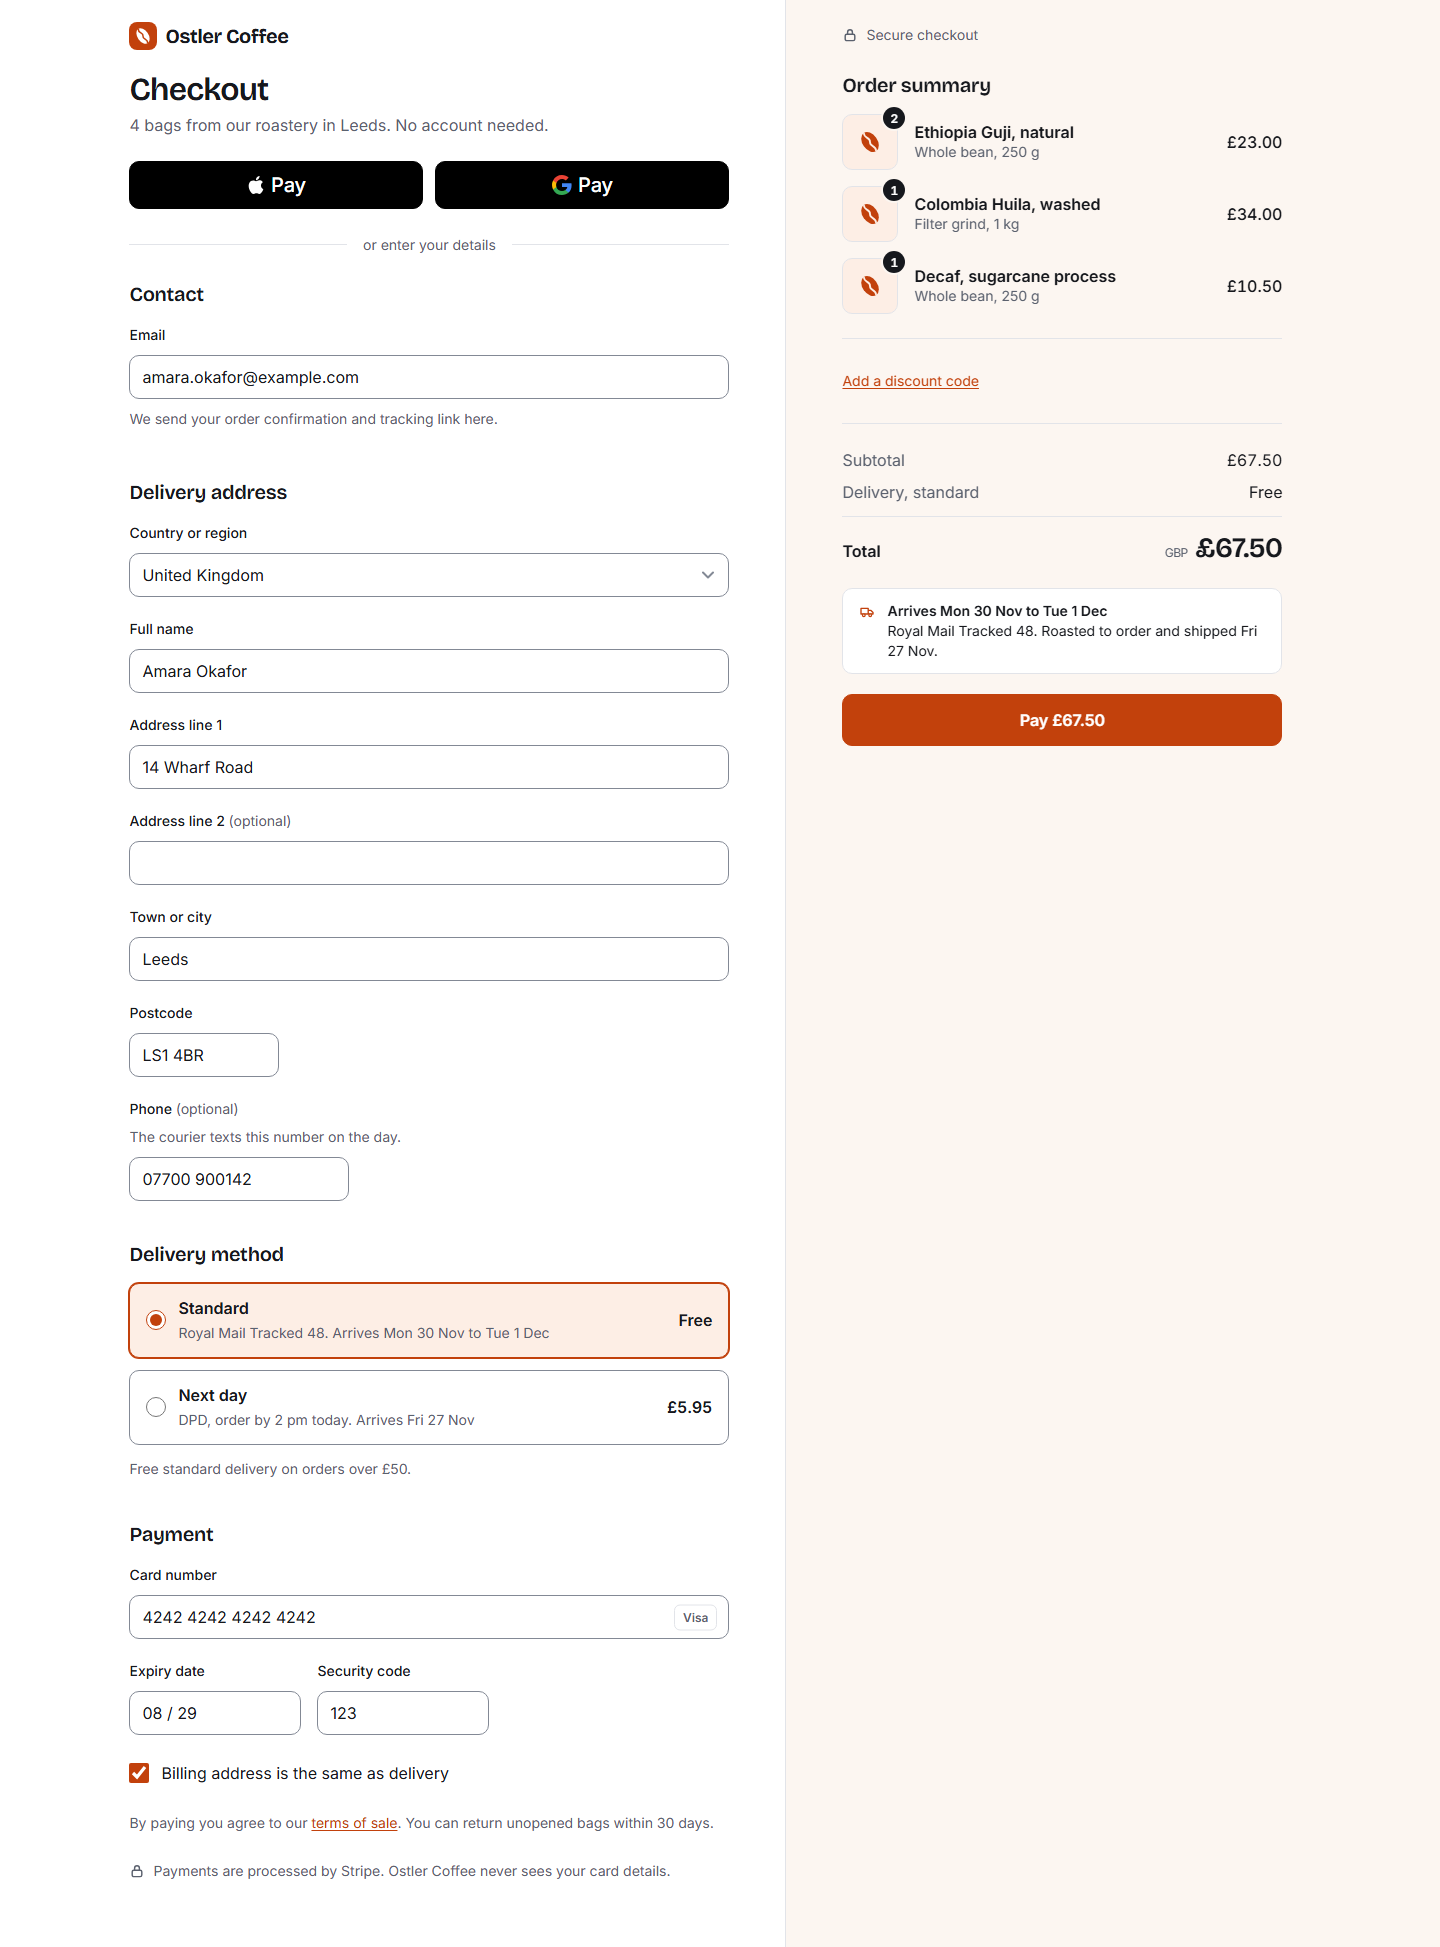 Ostler Coffee
Checkout
4 bags from our roastery in Leeds. No account needed.
Pay
G Pay
or enter your details
Contact
Email
amara.okafor@example.com
We send your order confirmation and tracking link here.
Delivery address
Country or region
United Kingdom
Full name
Amara Okafor
Address line 1
14 Wharf Road
Address line 2 (optional)
Town or city
Leeds
Postcode
LS1 4BR
Phone (optional)
The courier texts this number on the day.
07700 900142
Delivery method
Standard
Royal Mail Tracked 48. Arrives Mon 30 Nov to Tue 1 Dec
Free
Next day
DPD, order by 2 pm today. Arrives Fri 27 Nov
£5.95
Free standard delivery on orders over £50.
Payment
Card number
4242 4242 4242 4242
Visa
Expiry date
Security code
08 / 29
123
Billing address is the same as delivery
By paying you agree to our terms of sale. You can return unopened bags within 30 days.
Payments are processed by Stripe. Ostler Coffee never sees your card details.
Secure checkout
Order summary
2
Ethiopia Guji, natural
Whole bean, 250 g
£23.00
1
Colombia Huila, washed
Filter grind, 1 kg
£34.00
1
Decaf, sugarcane process
Whole bean, 250 g
£10.50
Add a discount code
Subtotal
£67.50
Delivery, standard
Free
Total
GBP £67.50
Arrives Mon 30 Nov to Tue 1 Dec
Royal Mail Tracked 48. Roasted to order and shipped Fri
27 Nov.
Pay £67.50